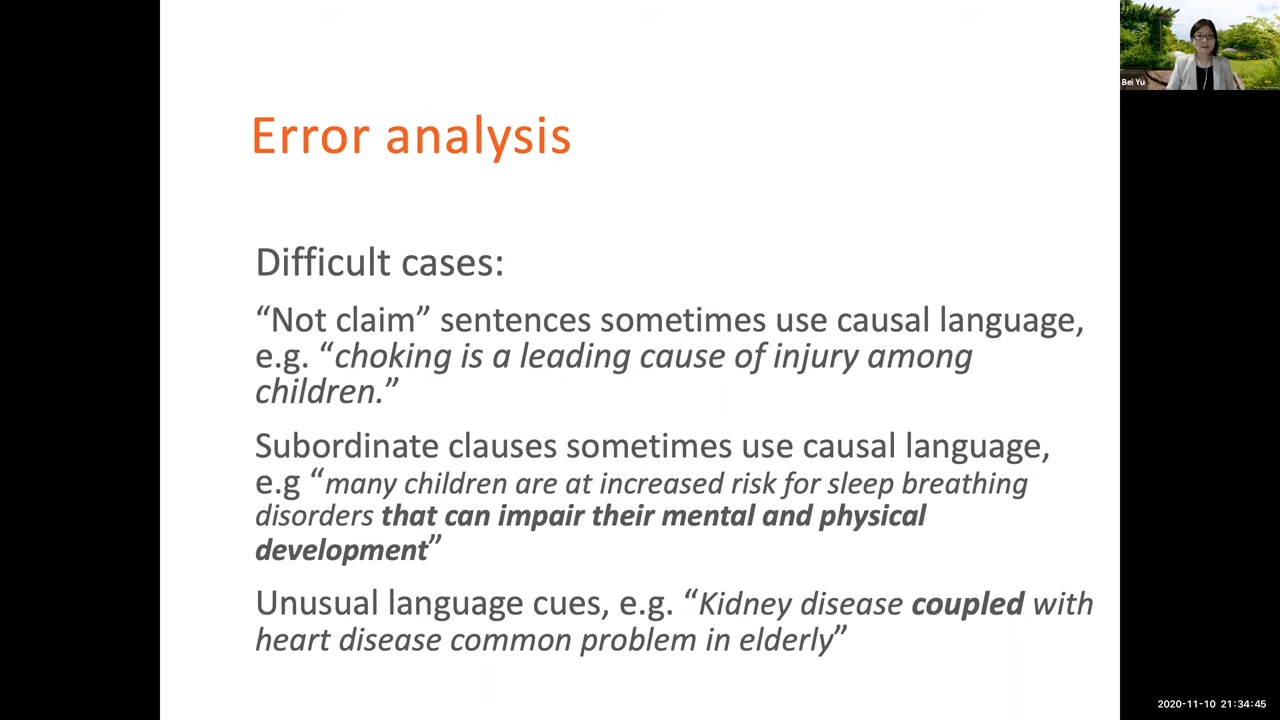 Error analysis
Difficult cases:
“Not claim” sentences sometimes use causal language,
e.g. “choking is a leading cause of injury among
children.”
Subordinate clauses sometimes use causal language,
e.g “many children are at increased risk for sleep breathing
disorders that can impair their mental and physical
development”
Unusual language cues, e.g. “Kidney disease coupled with
heart disease common problem in elderly”
Bei Yu
2020-11-10 21:34:45